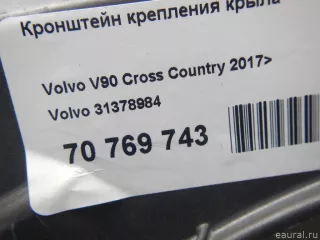 Кронштейн крепления крыла
Volvo V90 Cross Country 2017>
Volvo 31378984
70 769 743
eaural.ru